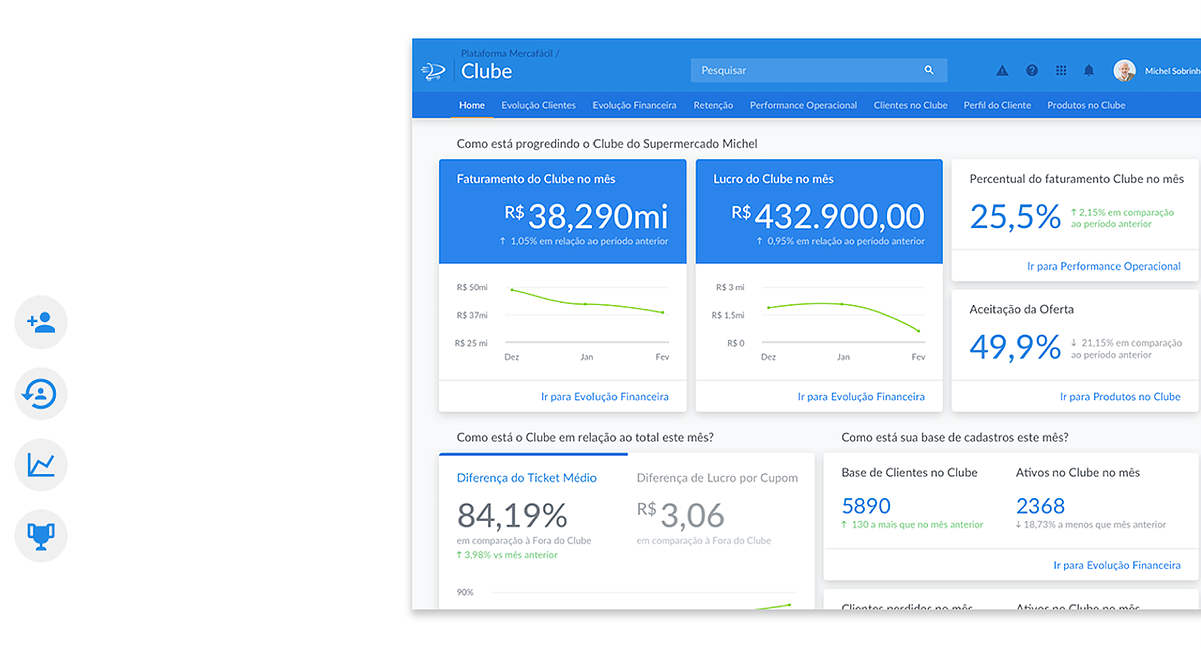 Plataforma Mercafácil /
Clube
Pesquisar
Michel Sobrinh
Home Evolução Clientes Evolução Financeira Retenção Performance Operacional Clientes no Clube Perfil do Cliente Produtos no Clube
Como está progredindo o Clube do Supermercado Michel
Faturamento do Clube no mês
R$ 38,290mi
↑ 1,05% em relação ao período anterior
R$ 50mi
R$ 37mi
R$ 25 mi
Dez Jan Fev
Ir para Evolução Financeira
Lucro do Clube no mês
R$ 432.900,00
↑ 0,95% em relação ao período anterior
R$ 3 mi
R$ 1,5mi
R$ 0
Dez Jan Fev
Ir para Evolução Financeira
Percentual do faturamento Clube no mês
25,5%
↑ 2,15% em comparação
ao período anterior
Ir para Performance Operacional
Aceitação da Oferta
49,9%
↓ 21,15% em comparação
ao período anterior
Ir para Produtos no Clube
Como está o Clube em relação ao total este mês?
Diferença do Ticket Médio
84,19%
em comparação à Fora do Clube
↑ 3,98% vs mês anterior
90%
Diferença de Lucro por Cupom
R$ 3,06
em comparação à Fora do Clube
Como está sua base de cadastros este mês?
Base de Clientes no Clube
5890
↑ 130 a mais que no mês anterior
Ativos no Clube no mês
2368
↓ 18,73% a menos que mês anterior
Ir para Evolução Financeira
Clientes perdidos no mês
Ativos no Clube no mês